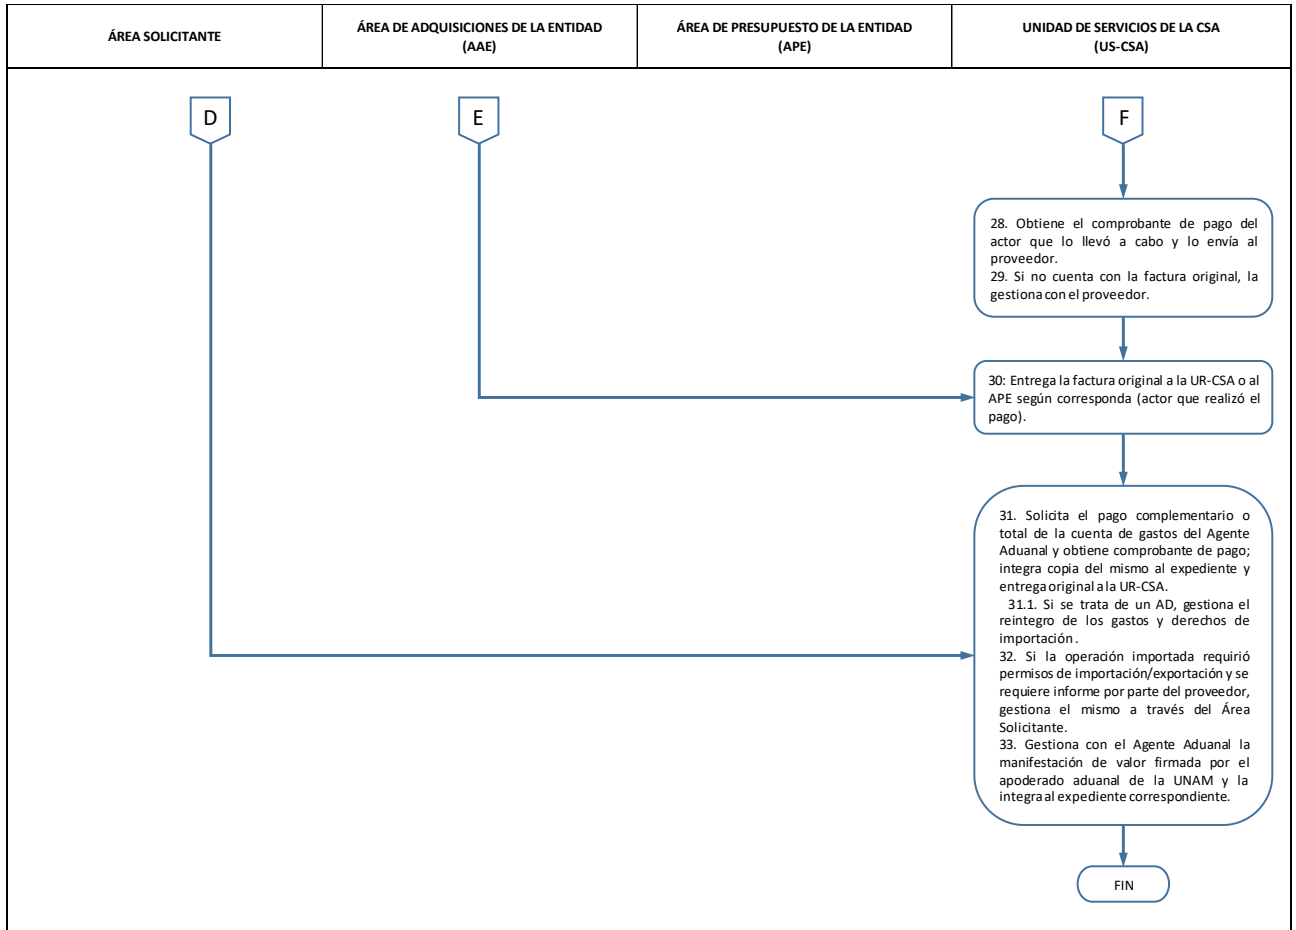 ÁREA SOLICITANTE
ÁREA DE ADQUISICIONES DE LA ENTIDAD
(AAE)
ÁREA DE PRESUPUESTO DE LA ENTIDAD
(APE)
UNIDAD DE SERVICIOS DE LA CSA
(US-CSA)
D
E
F
28. Obtiene el comprobante de pago del
actor que lo llevó a cabo y lo envía al
proveedor.
29. Si no cuenta con la factura original, la
gestiona con el proveedor.
30: Entrega la factura original a la UR-CSA o al
APE según corresponda (actor que realizó el
pago).
31. Solicita el pago complementario o
total de la cuenta de gastos del Agente
Aduanal y obtiene comprobante de pago;
integra copia del mismo al expediente y
entrega original a la UR-CSA.
31.1. Si se trata de un AD, gestiona el
reintegro de los gastos y derechos de
importación.
32. Si la operación importada requirió
permisos de importación/exportación y se
requiere informe por parte del proveedor,
gestiona el mismo a través del Área
Solicitante.
33. Gestiona con el Agente Aduanal la
manifestación de valor firmada por el
apoderado aduanal de la UNAM y la
integra al expediente correspondiente.
FIN